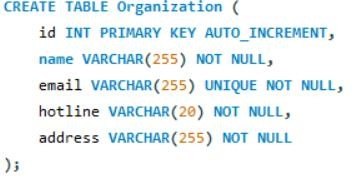 CREATE TABLE Organization (
    id INT PRIMARY KEY AUTO_INCREMENT,
    name VARCHAR(255) NOT NULL,
    email VARCHAR(255) UNIQUE NOT NULL,
    hotline VARCHAR(20) NOT NULL,
    address VARCHAR(255) NOT NULL
);